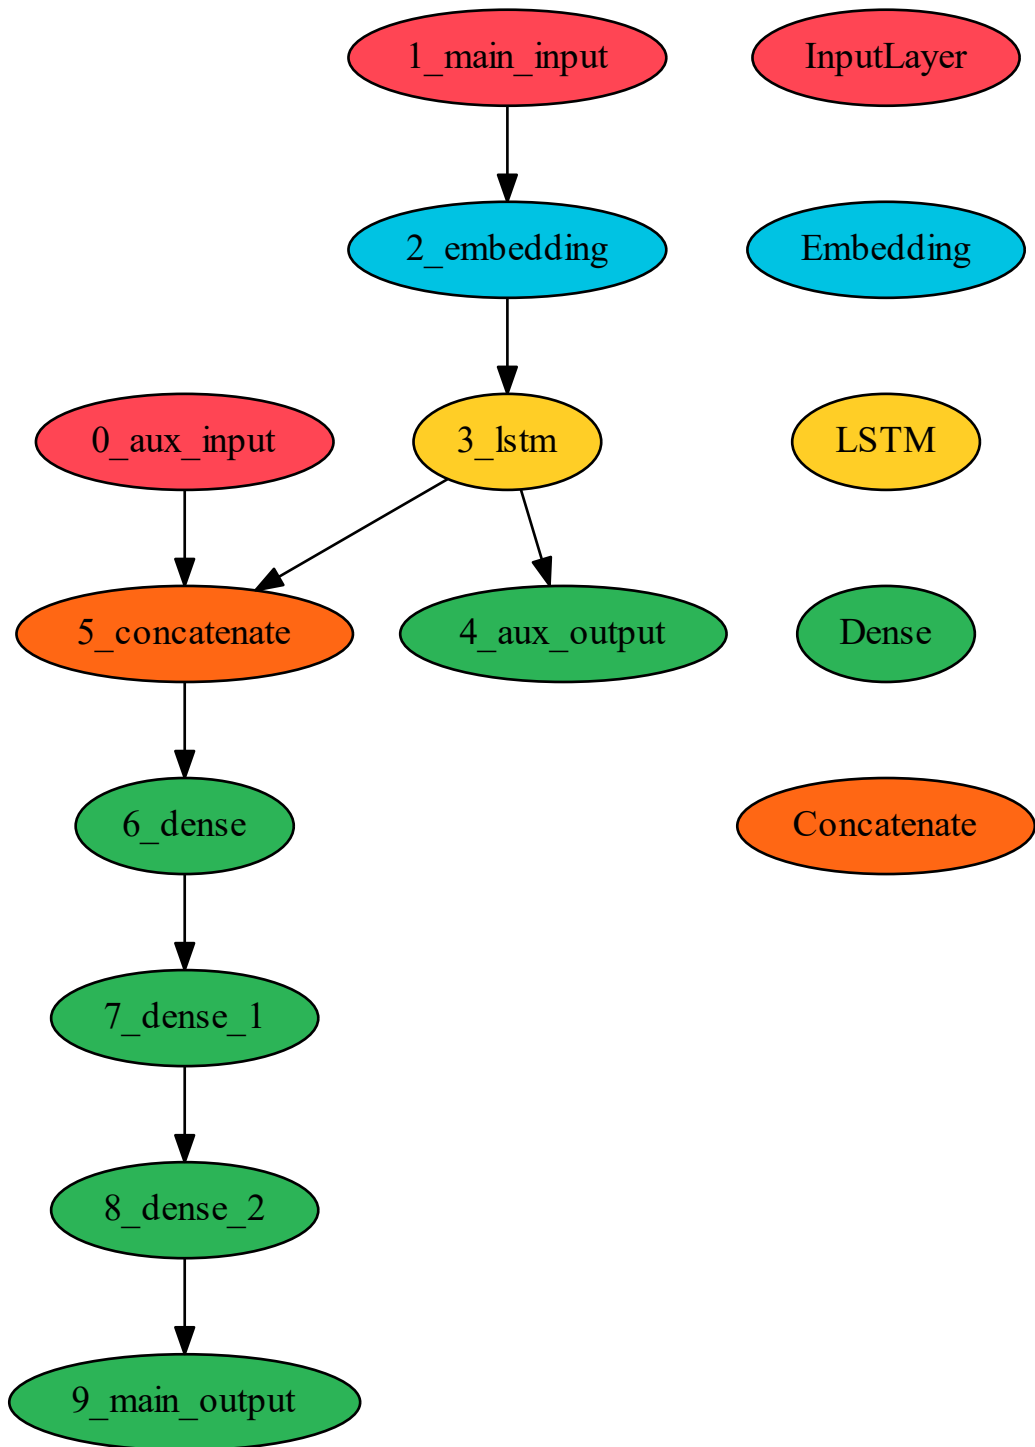 1_main_input
InputLayer
2_embedding
Embedding
0_aux_input
3_lstm
LSTM
5_concatenate
4_aux_output
Dense
6_dense
Concatenate
7_dense_1
8_dense_2
9_main_output